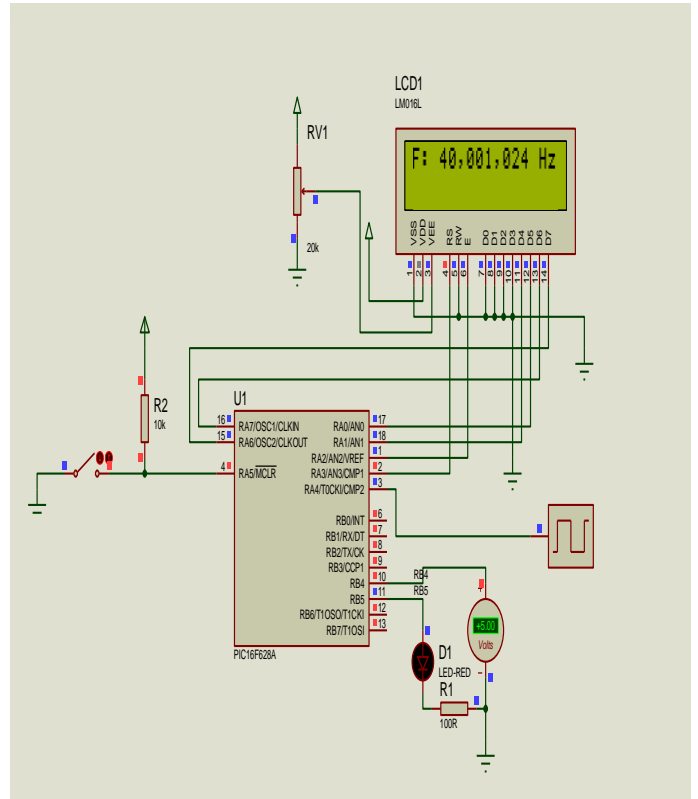 LCD1
LM016L
F: 40,001,024 Hz
VSS
VDD
VEE
RS
RW
E
D0
D1
D2
D3
D4
D5
D6
D7
1
2
3
4
5
6
7
8
9
10
11
12
13
14
RV1
20k
R2
10k
U1
16 RA7/OSC1/CLKIN
15 RA6/OSC2/CLKOUT
4 RA5/MCLR
RA0/AN0 17
RA1/AN1 18
RA2/AN2/VREF 1
RA3/AN3/CMP1 2
RA4/T0CKI/CMP2 3
RB0/INT 6
RB1/RX/DT 7
RB2/TX/CK 8
RB3/CCP1 9
RB4 10
RB5 11
RB6/T1OSO/T1CKI 12
RB7/T1OSI 13
PIC16F628A
RB4
RB5
+
+5.00
Volts
-
D1
LED-RED
R1
100R